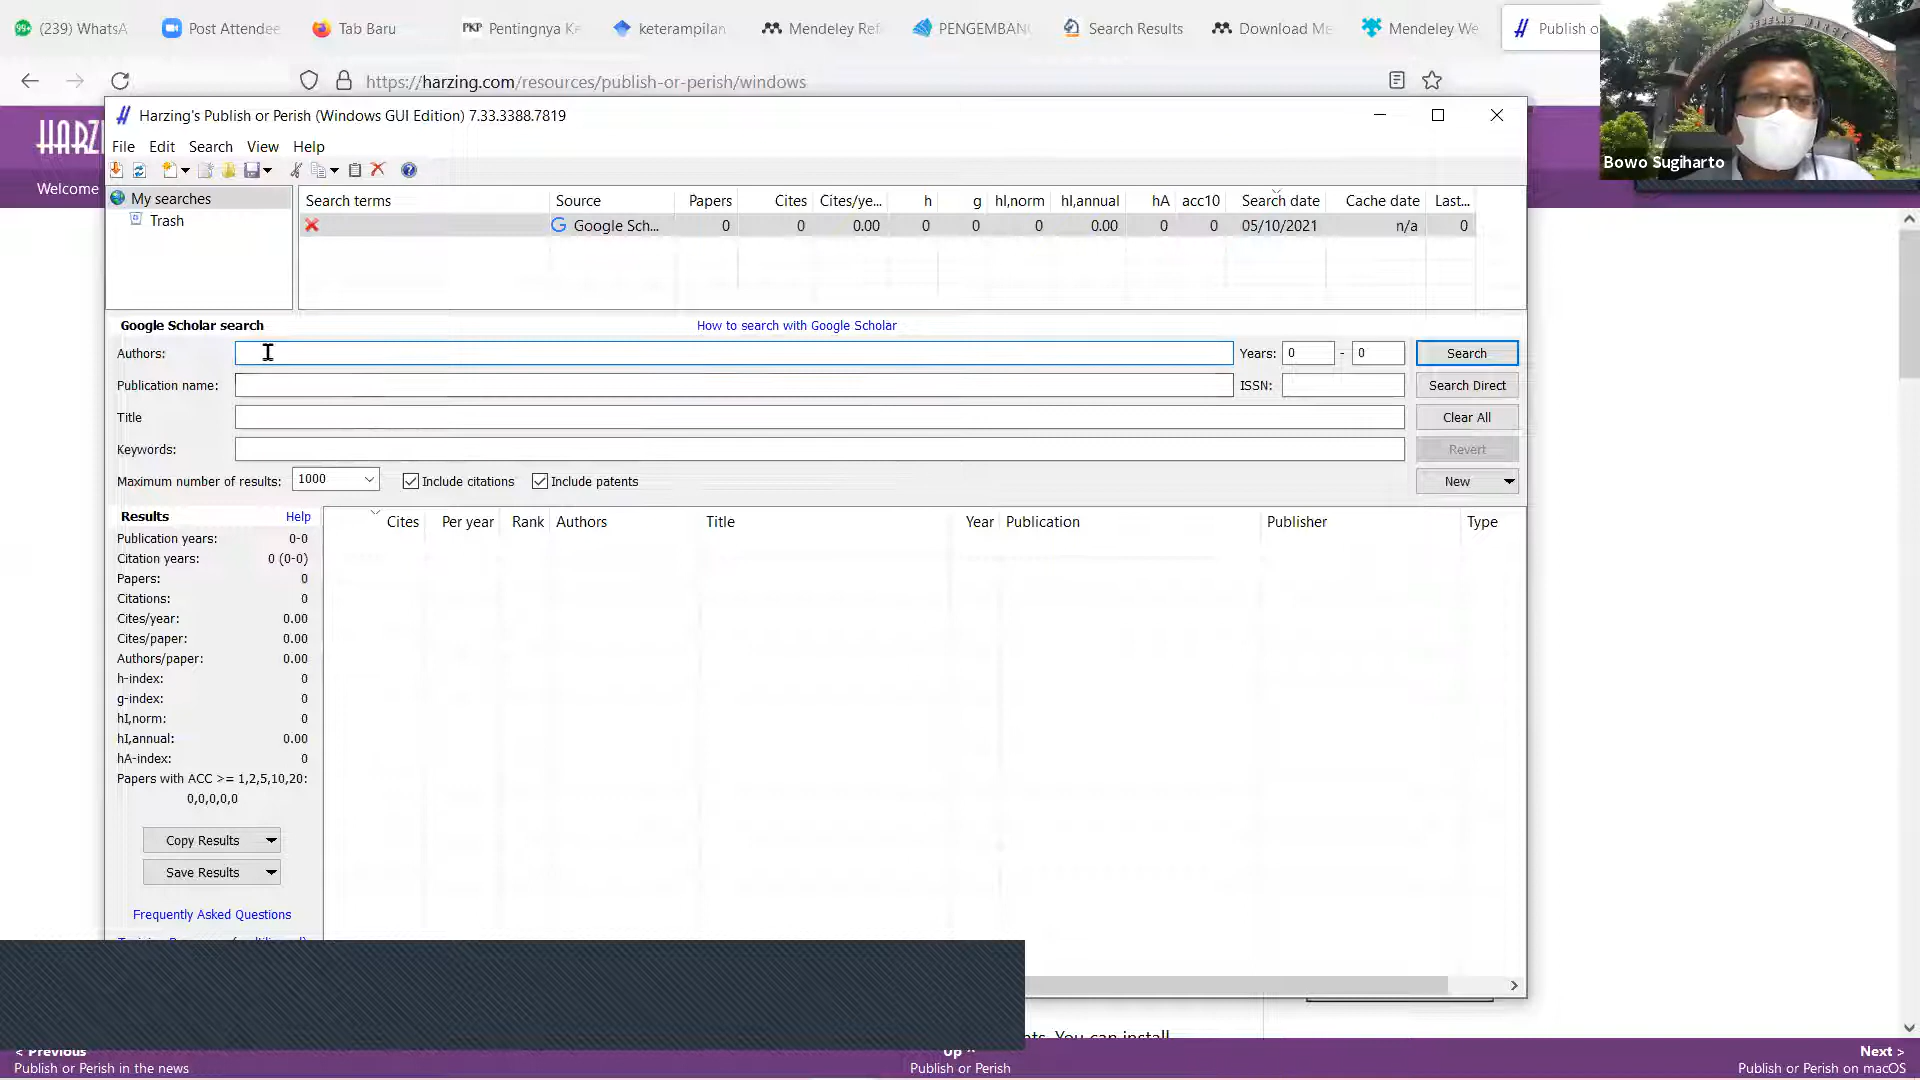 (239) WhatsA
Post Attendee
Tab Baru
PKP Pentingnya Ke
keterampilan
Mendeley Ref
PENGEMBANG
Search Results
Download Me
Mendeley We
Publish o
https://harzing.com/resources/publish-or-perish/windows
Bowo Sugiharto
HARZI
Welcome
Harzing's Publish or Perish (Windows GUI Edition) 7.33.3388.7819
File Edit Search View Help
My searches
Trash
Search terms Source Papers Cites Cites/ye... h g hI,norm hI,annual hA acc10 Search date Cache date Last...
Google Sch... 0 0 0.00 0 0 0 0.00 0 0 05/10/2021 n/a 0
Google Scholar search How to search with Google Scholar
Authors: Years: 0 - 0 Search
Publication name: ISSN: Search Direct
Title Clear All
Keywords: Revert
Maximum number of results: 1000 Include citations Include patents New
Results Help
Cites Per year Rank Authors Title Year Publication Publisher Type
Publication years: 0-0
Citation years: 0 (0-0)
Papers: 0
Citations: 0
Cites/year: 0.00
Cites/paper: 0.00
Authors/paper: 0.00
h-index: 0
g-index: 0
hI,norm: 0
hI,annual: 0.00
hA-index: 0
Papers with ACC >= 1,2,5,10,20:
0,0,0,0,0
Copy Results
Save Results
Frequently Asked Questions
You can install
< Previous Up ^ Next >
Publish or Perish in the news Publish or Perish Publish or Perish on macOS